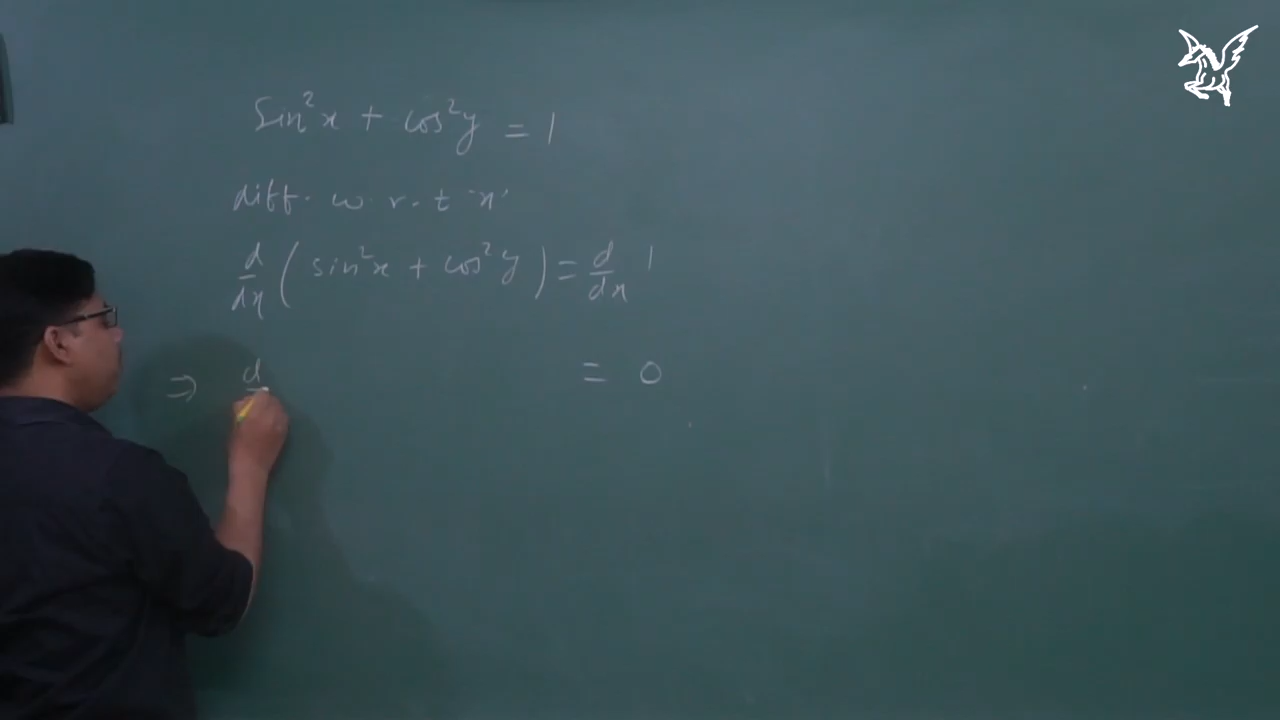 Sin²x + cos²y = 1
diff. w.r.t 'x'
d/dx ( sin²x + cos²y ) = d/dx 1
⇒ d = 0